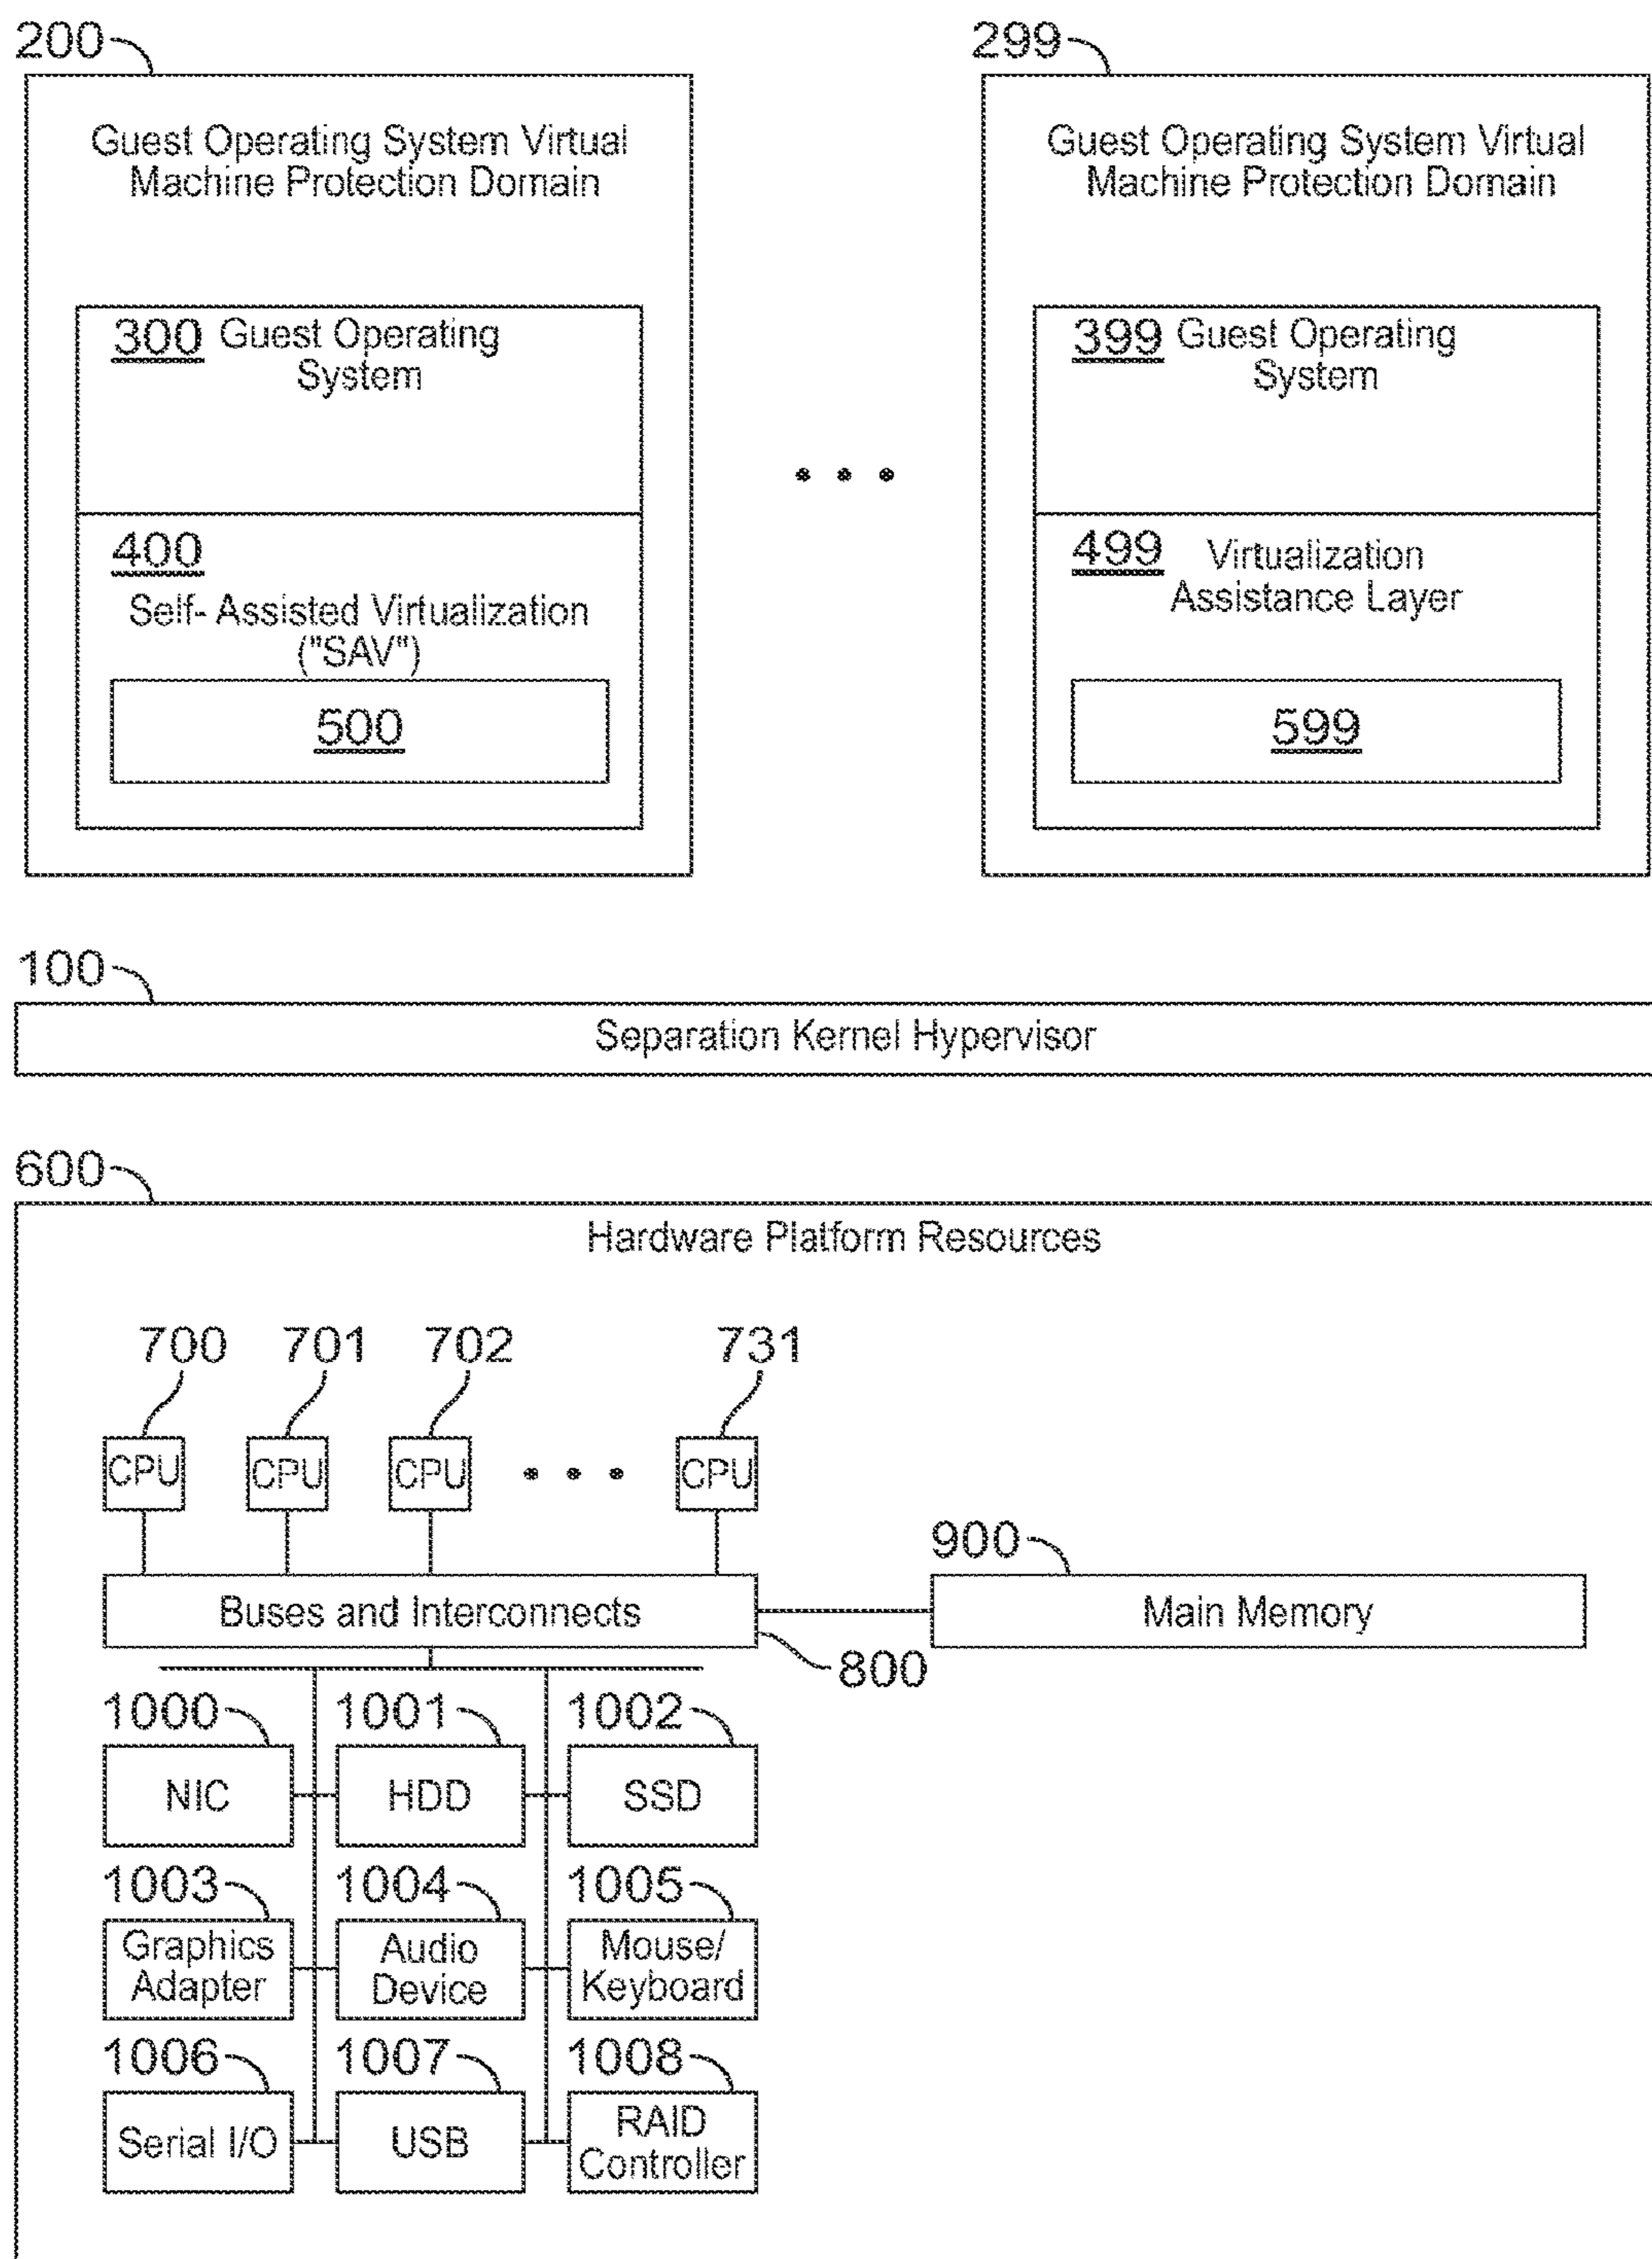 200
299
Guest Operating System Virtual
Machine Protection Domain
300 Guest Operating
System
400
Self- Assisted Virtualization
("SAV")
500
Guest Operating System Virtual
Machine Protection Domain
399 Guest Operating
System
499 Virtualization
Assistance Layer
599
100
Separation Kernel Hypervisor
600
Hardware Platform Resources
700 701 702 731
CPU CPU CPU CPU
900
Buses and Interconnects
Main Memory
800
1000 1001 1002
NIC HDD SSD
1003 1004 1005
Graphics
Adapter
Audio
Device
Mouse/
Keyboard
1006 1007 1008
Serial I/O
USB
RAID
Controller